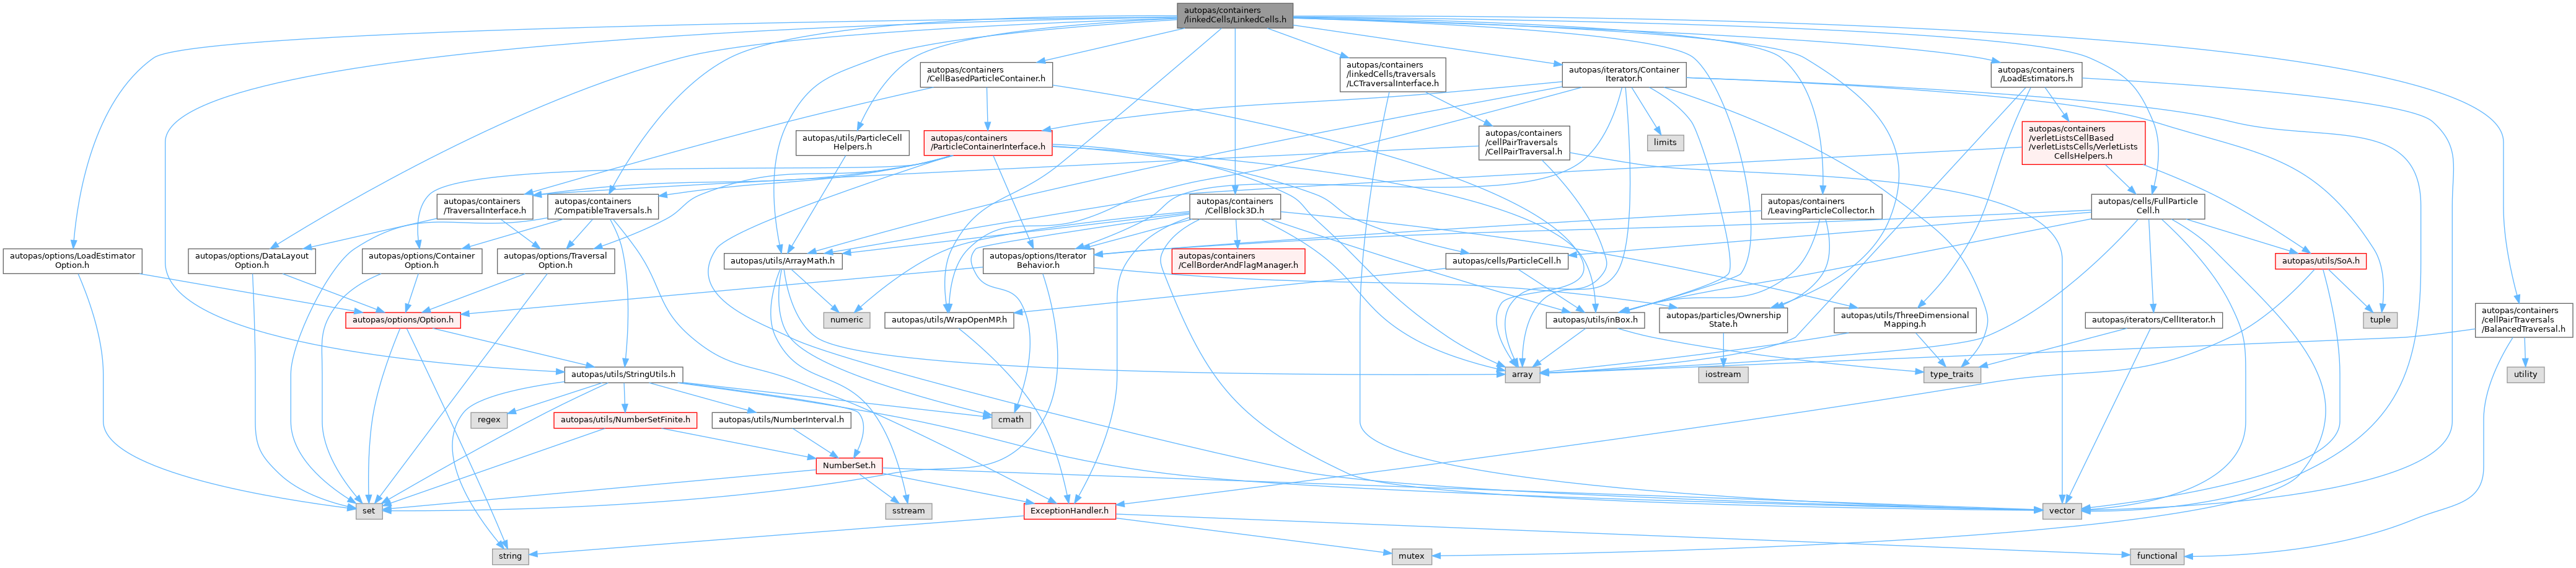 autopas/containers
/linkedCells/LinkedCells.h
autopas/containers
/CellBasedParticleContainer.h
autopas/containers
/linkedCells/traversals
/LCTraversalInterface.h
autopas/iterators/Container
Iterator.h
autopas/containers
/LoadEstimators.h
autopas/utils/ParticleCell
Helpers.h
autopas/containers
/ParticleContainerInterface.h
autopas/containers
/cellPairTraversals
/CellPairTraversal.h
limits
autopas/containers
/verletListsCellBased
/verletListsCells/VerletLists
CellsHelpers.h
autopas/containers
/TraversalInterface.h
autopas/containers
/CompatibleTraversals.h
autopas/containers
/CellBlock3D.h
autopas/containers
/LeavingParticleCollector.h
autopas/cells/FullParticle
Cell.h
autopas/options/LoadEstimator
Option.h
autopas/options/DataLayout
Option.h
autopas/options/Container
Option.h
autopas/options/Traversal
Option.h
autopas/utils/ArrayMath.h
autopas/options/Iterator
Behavior.h
autopas/containers
/CellBorderAndFlagManager.h
autopas/cells/ParticleCell.h
autopas/utils/SoA.h
autopas/options/Option.h
numeric
autopas/utils/WrapOpenMP.h
autopas/utils/inBox.h
autopas/particles/Ownership
State.h
autopas/utils/ThreeDimensional
Mapping.h
autopas/iterators/CellIterator.h
tuple
autopas/containers
/cellPairTraversals
/BalancedTraversal.h
autopas/utils/StringUtils.h
array
iostream
type_traits
utility
regex
autopas/utils/NumberSetFinite.h
autopas/utils/NumberInterval.h
cmath
NumberSet.h
set
sstream
ExceptionHandler.h
vector
string
mutex
functional